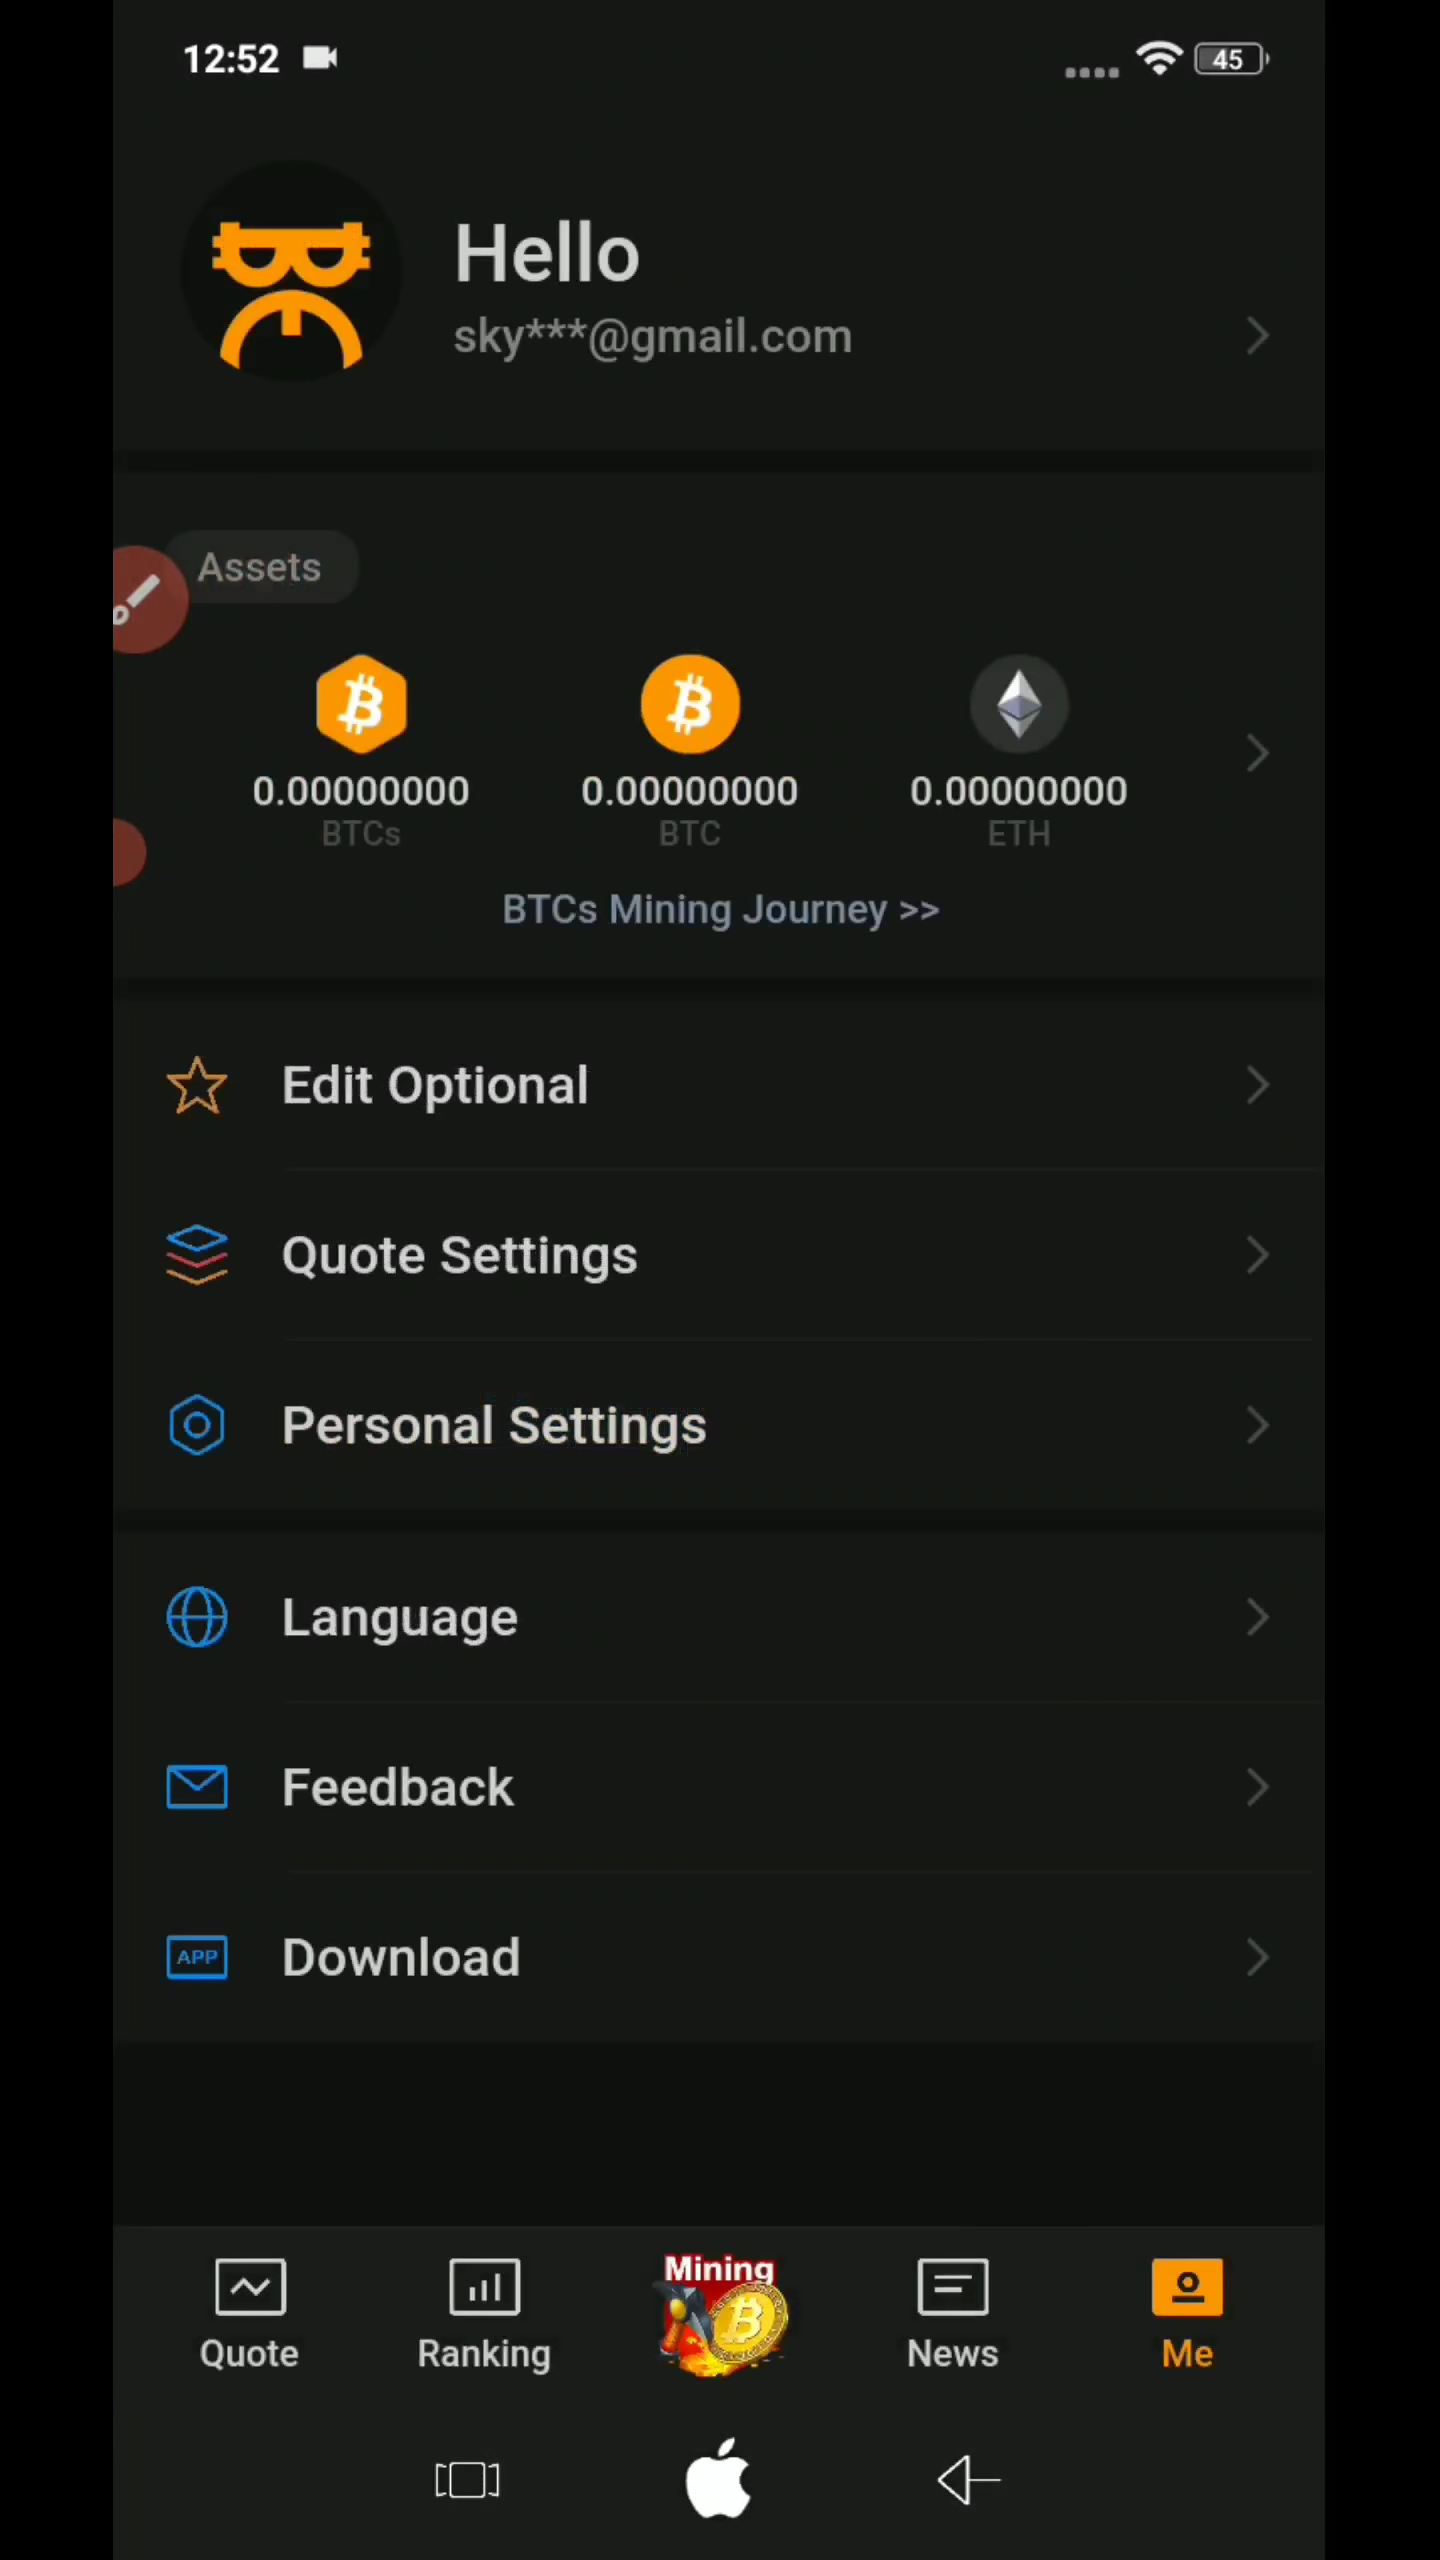 12:52
45
Hello
sky***@gmail.com
Assets
0.00000000 0.00000000 0.00000000
BTCs BTC ETH
BTCs Mining Journey >>
Edit Optional
Quote Settings
Personal Settings
Language
Feedback
APP Download
Mining
Quote Ranking News Me